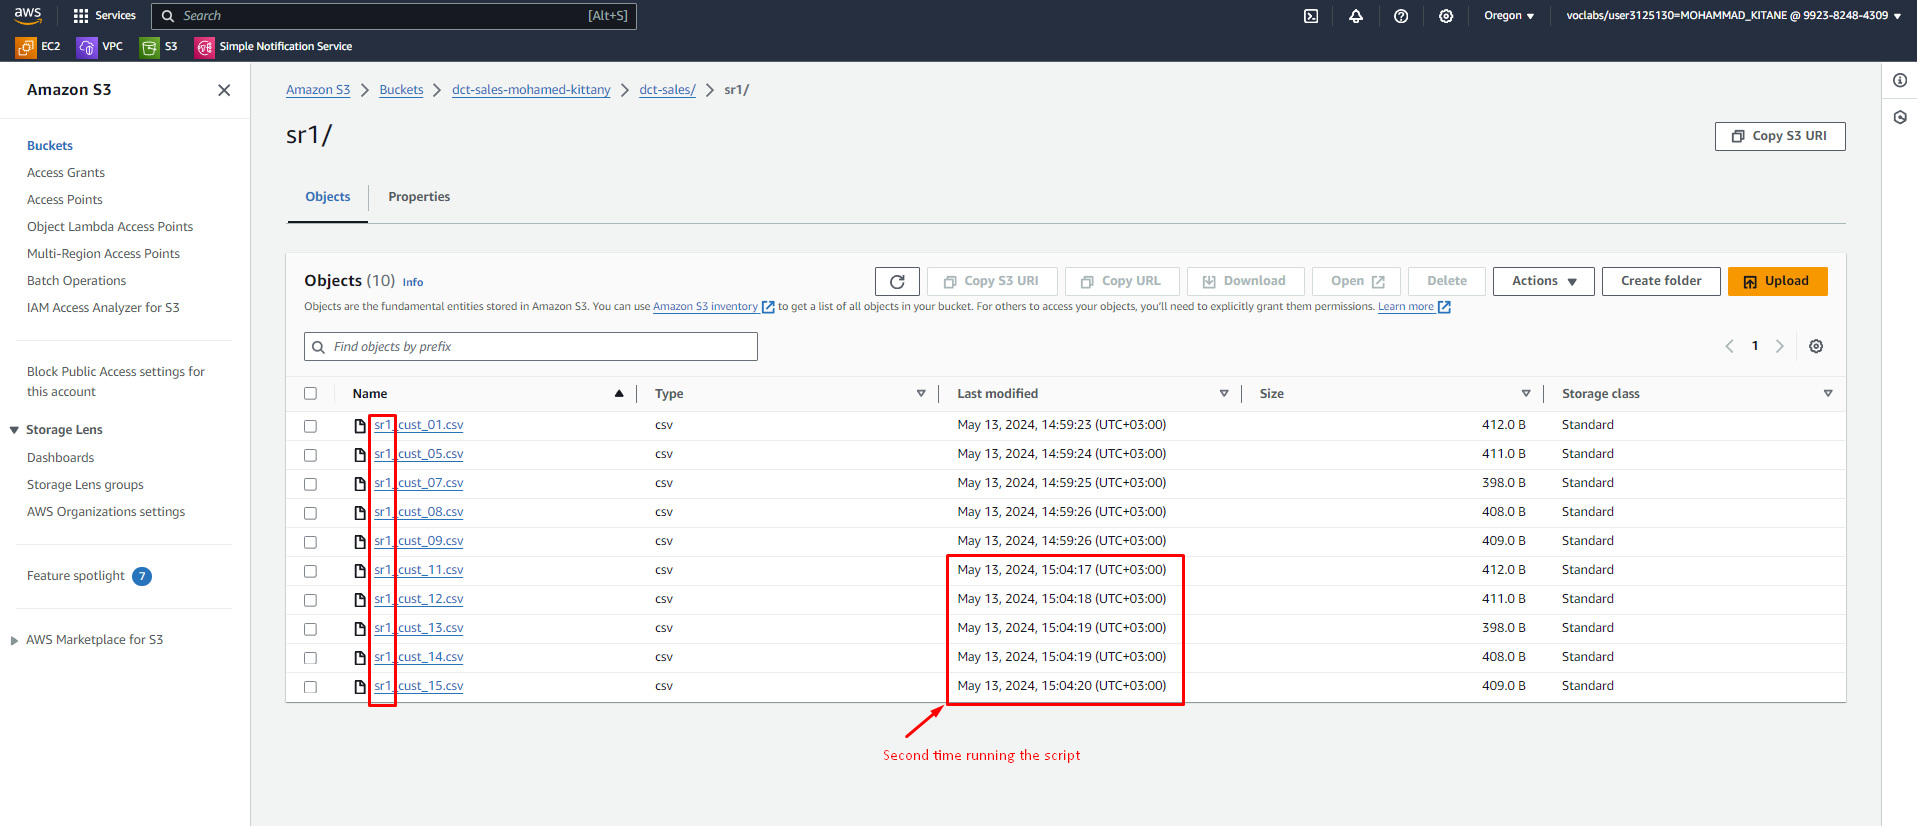 aws Services Search [Alt+S] Oregon voclabs/user3125130=MOHAMMAD_KITANE @ 9923-8248-4309
EC2 VPC S3 Simple Notification Service
Amazon S3
Buckets
Access Grants
Access Points
Object Lambda Access Points
Multi-Region Access Points
Batch Operations
IAM Access Analyzer for S3
Block Public Access settings for
this account
Storage Lens
Dashboards
Storage Lens groups
AWS Organizations settings
Feature spotlight 7
AWS Marketplace for S3
Amazon S3 Buckets dct-sales-mohamed-kittany dct-sales/ sr1/
sr1/
Copy S3 URI
Objects Properties
Objects (10) Info
Copy S3 URI Copy URL Download Open Delete Actions Create folder Upload
Objects are the fundamental entities stored in Amazon S3. You can use Amazon S3 inventory to get a list of all objects in your bucket. For others to access your objects, you'll need to explicitly grant them permissions. Learn more
Find objects by prefix
1
Name Type Last modified Size Storage class
sr1_cust_01.csv csv May 13, 2024, 14:59:23 (UTC+03:00) 412.0 B Standard
sr1_cust_05.csv csv May 13, 2024, 14:59:24 (UTC+03:00) 411.0 B Standard
sr1_cust_07.csv csv May 13, 2024, 14:59:25 (UTC+03:00) 398.0 B Standard
sr1_cust_08.csv csv May 13, 2024, 14:59:26 (UTC+03:00) 408.0 B Standard
sr1_cust_09.csv csv May 13, 2024, 14:59:26 (UTC+03:00) 409.0 B Standard
sr1_cust_11.csv csv May 13, 2024, 15:04:17 (UTC+03:00) 412.0 B Standard
sr1_cust_12.csv csv May 13, 2024, 15:04:18 (UTC+03:00) 411.0 B Standard
sr1_cust_13.csv csv May 13, 2024, 15:04:19 (UTC+03:00) 398.0 B Standard
sr1_cust_14.csv csv May 13, 2024, 15:04:19 (UTC+03:00) 408.0 B Standard
sr1_cust_15.csv csv May 13, 2024, 15:04:20 (UTC+03:00) 409.0 B Standard
Second time running the script